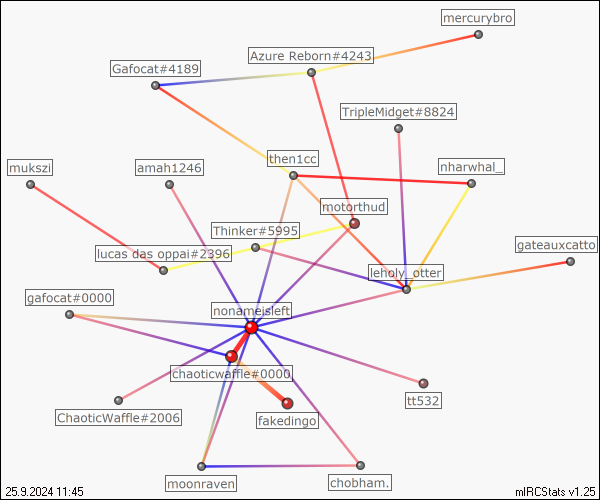 mercurybro
Azure Reborn#4243
Gafocat#4189
TripleMidget#8824
then1cc
mukszi
amah1246
nharwhal_
motorthud
Thinker#5995
lucas das oppai#2396
gateauxcatto
leholy_otter
gafocat#0000
nonameisleft
chaoticwaffle#0000
tt532
ChaoticWaffle#2006
fakedingo
moonraven
chobham.
25.9.2024 11:45
mIRCStats v1.25